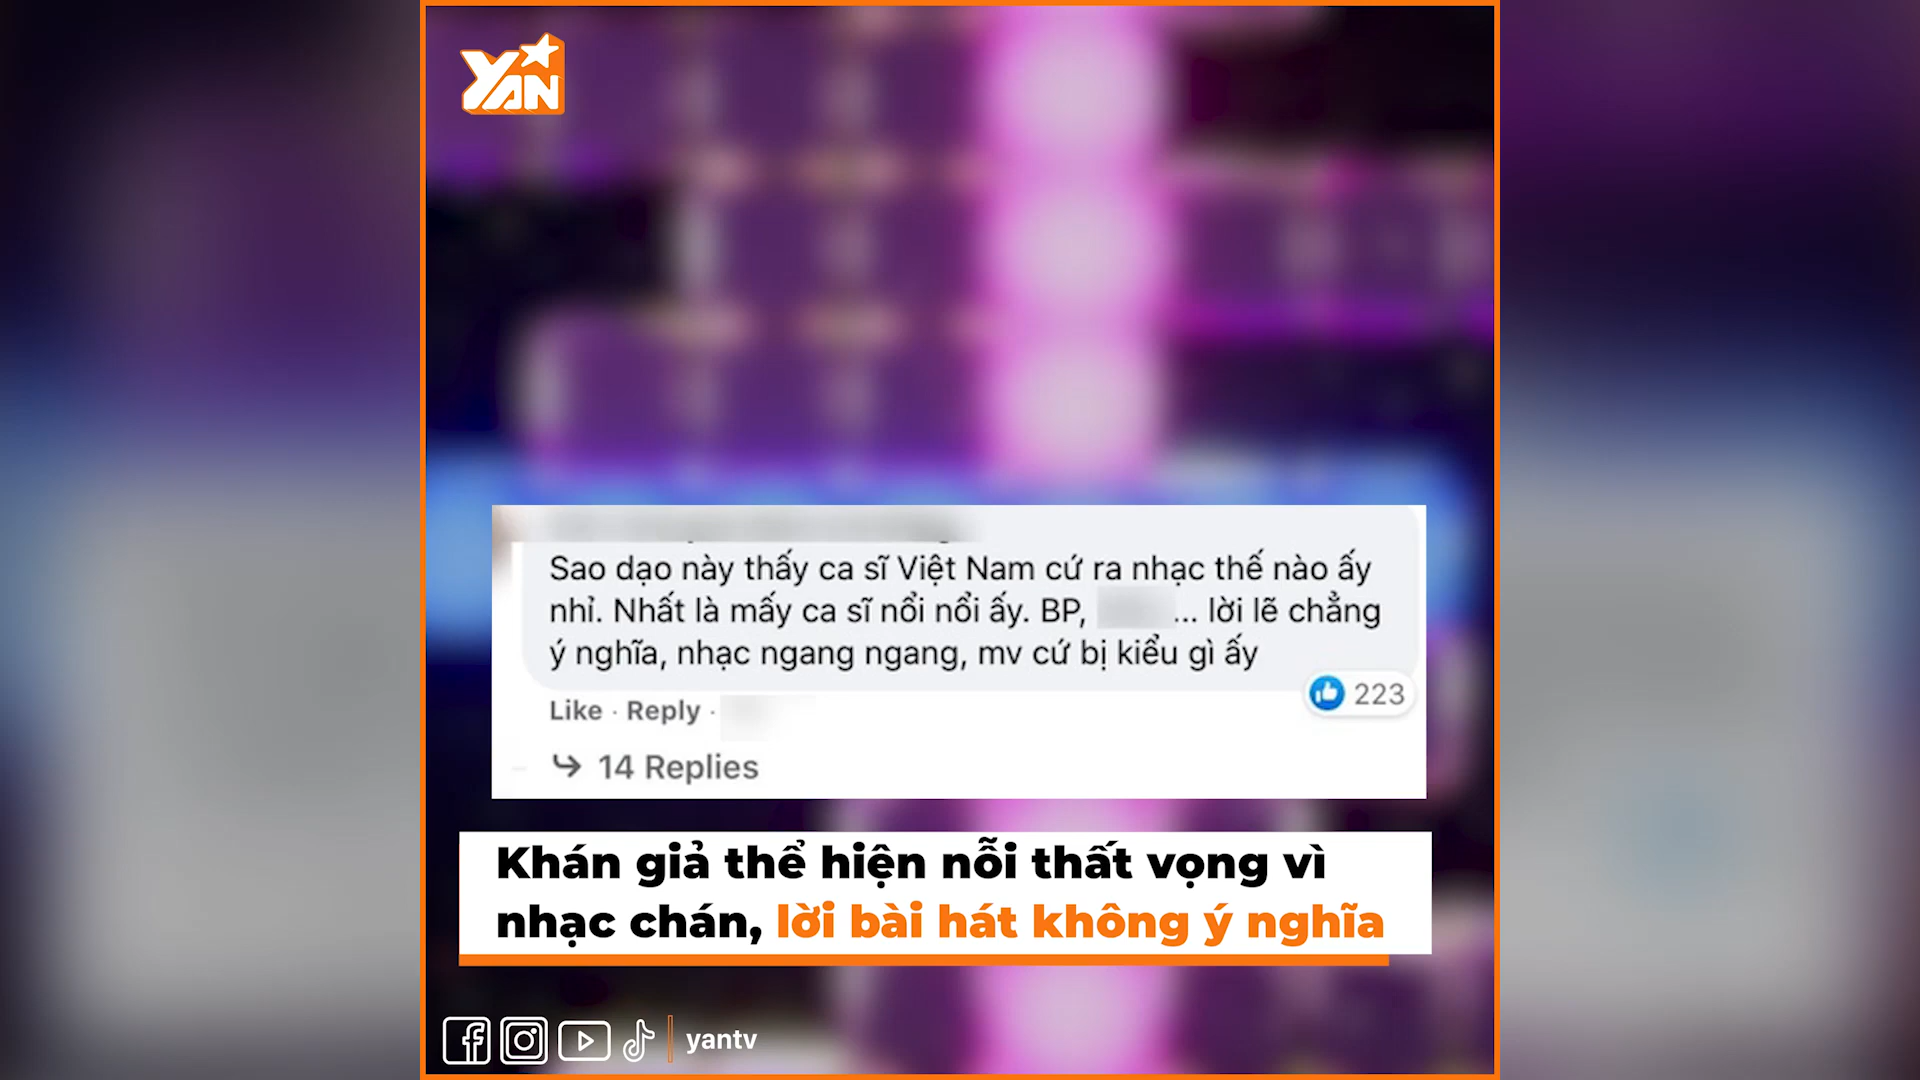 YAN
Sao dạo này thấy ca sĩ Việt Nam cứ ra nhạc thế nào ấy
nhỉ. Nhất là mấy ca sĩ nổi nổi ấy. BP, ... lời lẽ chẳng
ý nghĩa, nhạc ngang ngang, mv cứ bị kiểu gì ấy
223
Like · Reply ·
14 Replies
Khán giả thể hiện nỗi thất vọng vì
nhạc chán, lời bài hát không ý nghĩa
yantv